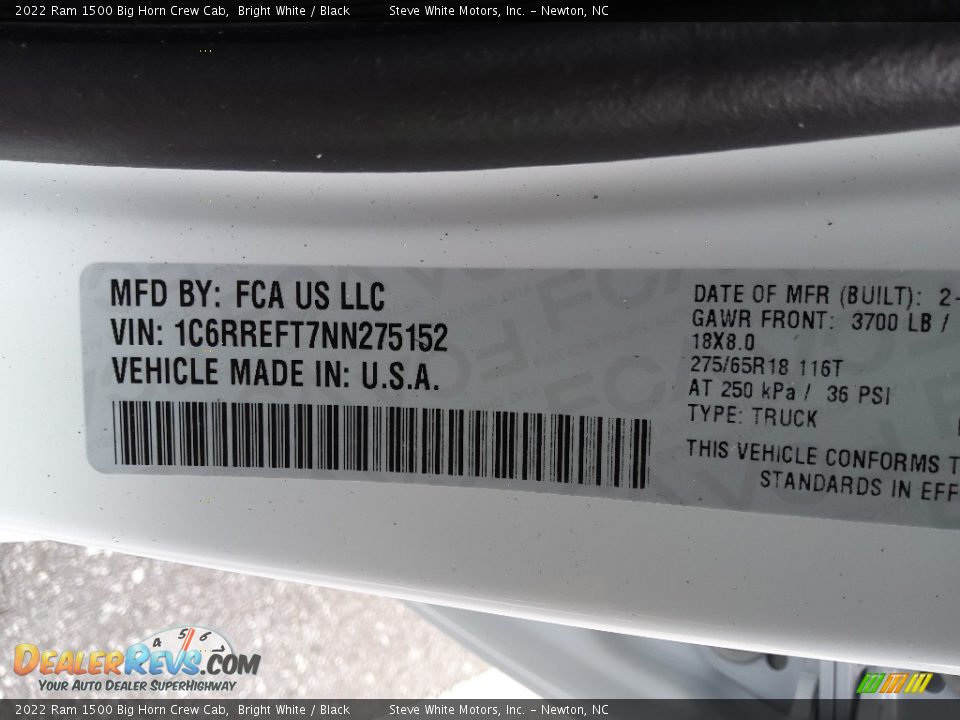 2022 Ram 1500 Big Horn Crew Cab, Bright White / Black Steve White Motors, Inc. - Newton, NC
MFD BY: FCA US LLC
VIN: 1C6RREFT7NN275152
VEHICLE MADE IN: U.S.A.
DATE OF MFR (BUILT): 2-
GAWR FRONT: 3700 LB /
18X8.0
275/65R18 116T
AT 250 kPa / 36 PSI
TYPE: TRUCK
THIS VEHICLE CONFORMS T
STANDARDS IN EFF
4 5 6
DealerRevs.com
Your Auto Dealer SuperHighway
2022 Ram 1500 Big Horn Crew Cab, Bright White / Black Steve White Motors, Inc. - Newton, NC